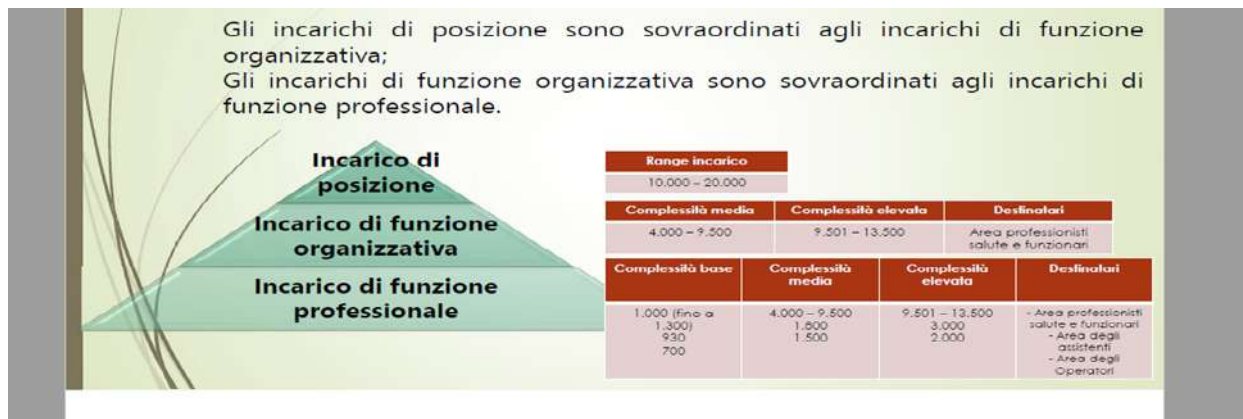 Gli incarichi di posizione sono sovraordinati agli incarichi di funzione
organizzativa;
Gli incarichi di funzione organizzativa sono sovraordinati agli incarichi di
funzione professionale.
Incarico di
posizione
Incarico di funzione
organizzativa
Incarico di funzione
professionale
Range incarico
10.000 – 20.000
Complessità media Complessità elevata Destinatari
4.000 – 9.500 9.501 – 13.500 Area professionisti
salute e funzionari
Complessità base Complessità Complessità Destinatari
media elevata
1.000 (fino a 4.000 – 9.500 9.501 – 13.500 - Area professionisti
1.300) 1.800 3.000 salute e funzionari
930 1.500 2.000 - Area degli
700 assistenti
- Area degli
Operatori